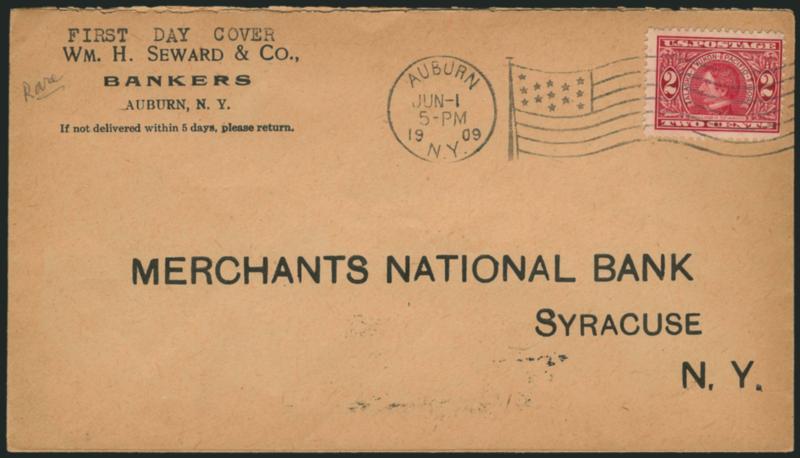 FIRST DAY COVER
WM. H. SEWARD & CO.,
BANKERS
AUBURN, N. Y.
If not delivered within 5 days, please return.
Rare
AUBURN
JUN-1
5-PM
19 09
N.Y.
U.S. POSTAGE
2 2
TWO CENTS
MERCHANTS NATIONAL BANK
SYRACUSE
N. Y.